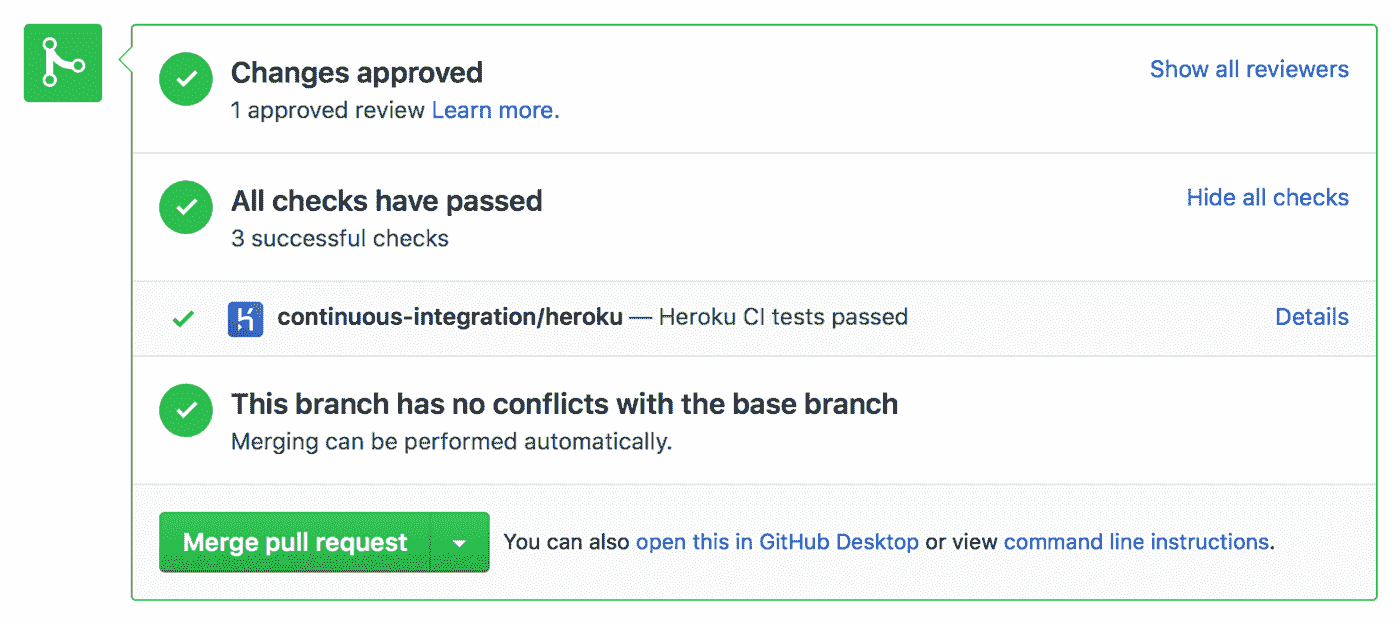 Changes approved
Show all reviewers
1 approved review Learn more.
All checks have passed
Hide all checks
3 successful checks
continuous-integration/heroku — Heroku CI tests passed
Details
This branch has no conflicts with the base branch
Merging can be performed automatically.
Merge pull request
You can also open this in GitHub Desktop or view command line instructions.